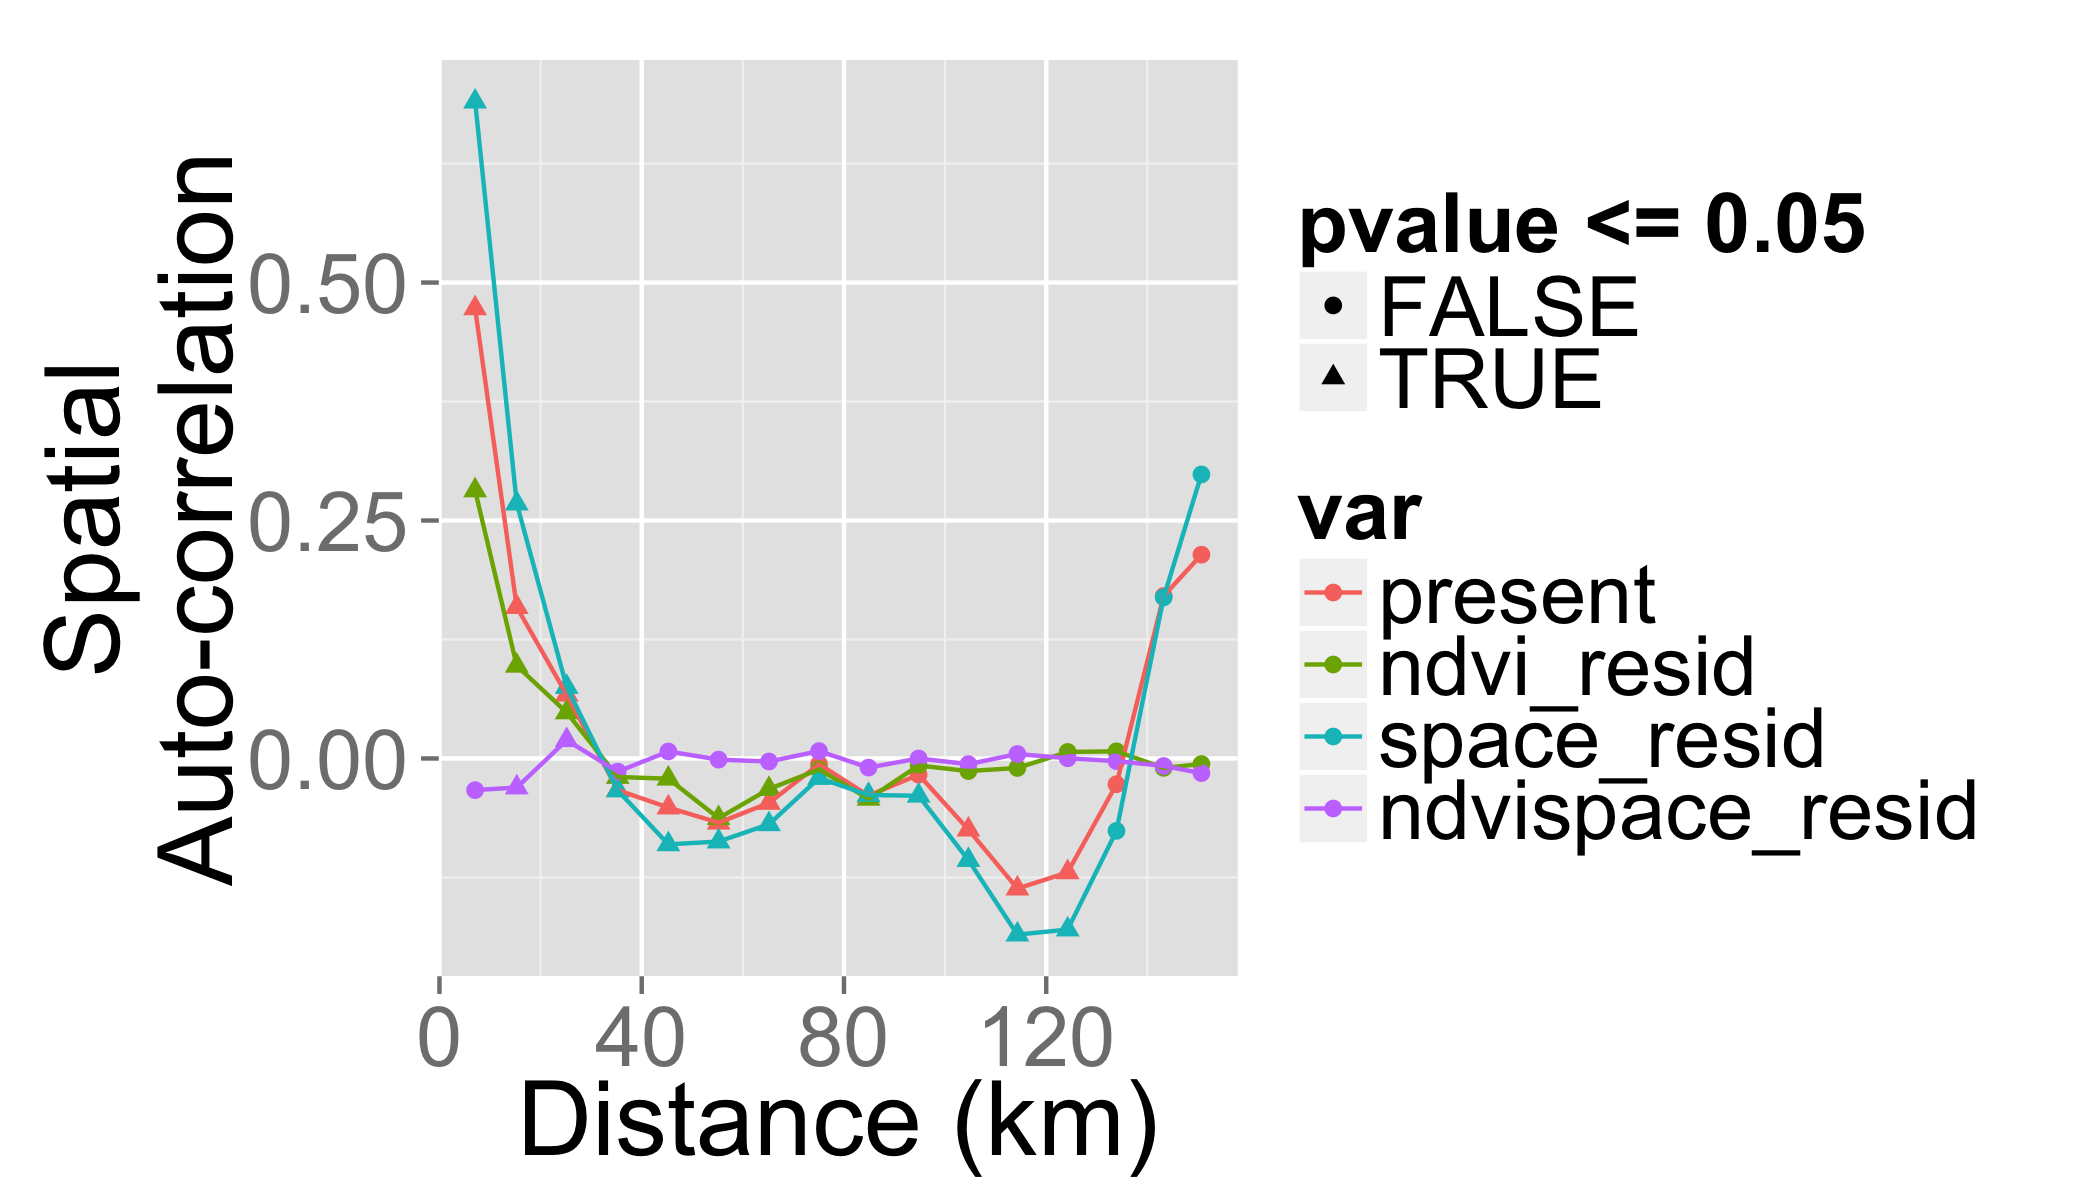 Spatial
Auto-correlation
0.50
0.25
0.00
0 40 80 120
Distance (km)
pvalue <= 0.05
FALSE
TRUE
var
present
ndvi_resid
space_resid
ndvispace_resid